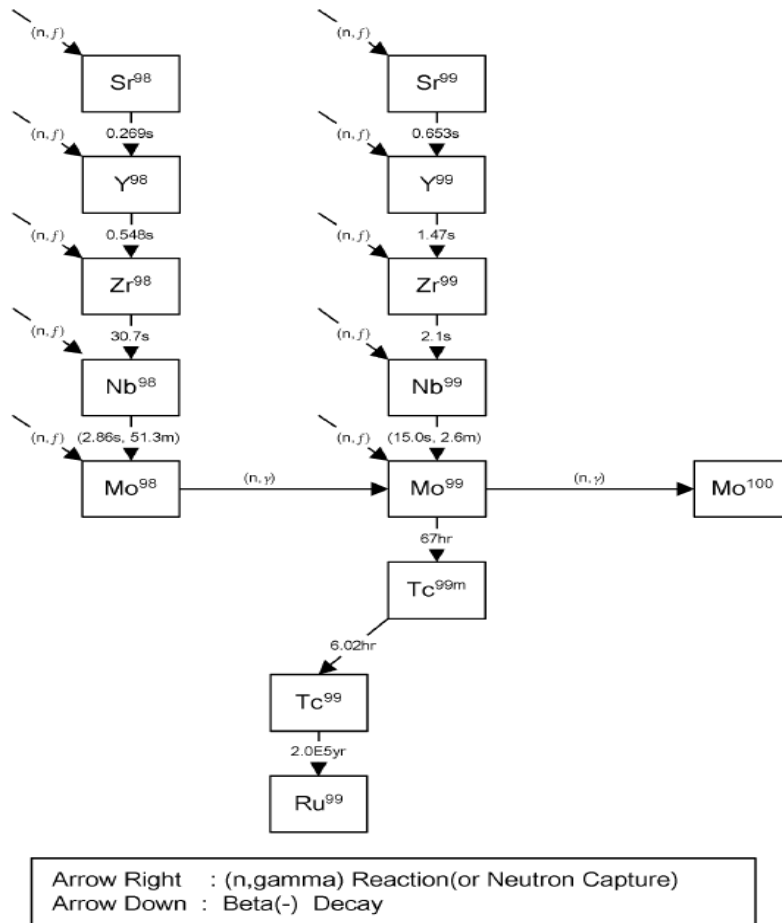 (n,f) (n,f)
Sr⁹⁸ Sr⁹⁹
(n,f) 0.269s (n,f) 0.653s
Y⁹⁸ Y⁹⁹
(n,f) 0.548s (n,f) 1.47s
Zr⁹⁸ Zr⁹⁹
(n,f) 30.7s (n,f) 2.1s
Nb⁹⁸ Nb⁹⁹
(n,f) (2.86s, 51.3m) (n,f) (15.0s, 2.6m)
Mo⁹⁸ (n,γ) Mo⁹⁹ (n,γ) Mo¹⁰⁰
67hr
Tc⁹⁹ᵐ
6.02hr
Tc⁹⁹
2.0E5yr
Ru⁹⁹
Arrow Right : (n,gamma) Reaction(or Neutron Capture)
Arrow Down : Beta(-) Decay